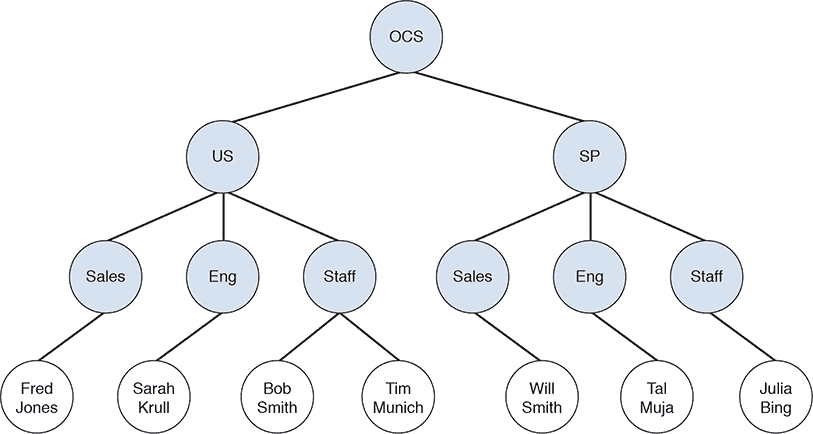 OCS
US
SP
Sales
Eng
Staff
Sales
Eng
Staff
Fred
Jones
Sarah
Krull
Bob
Smith
Tim
Munich
Will
Smith
Tal
Muja
Julia
Bing